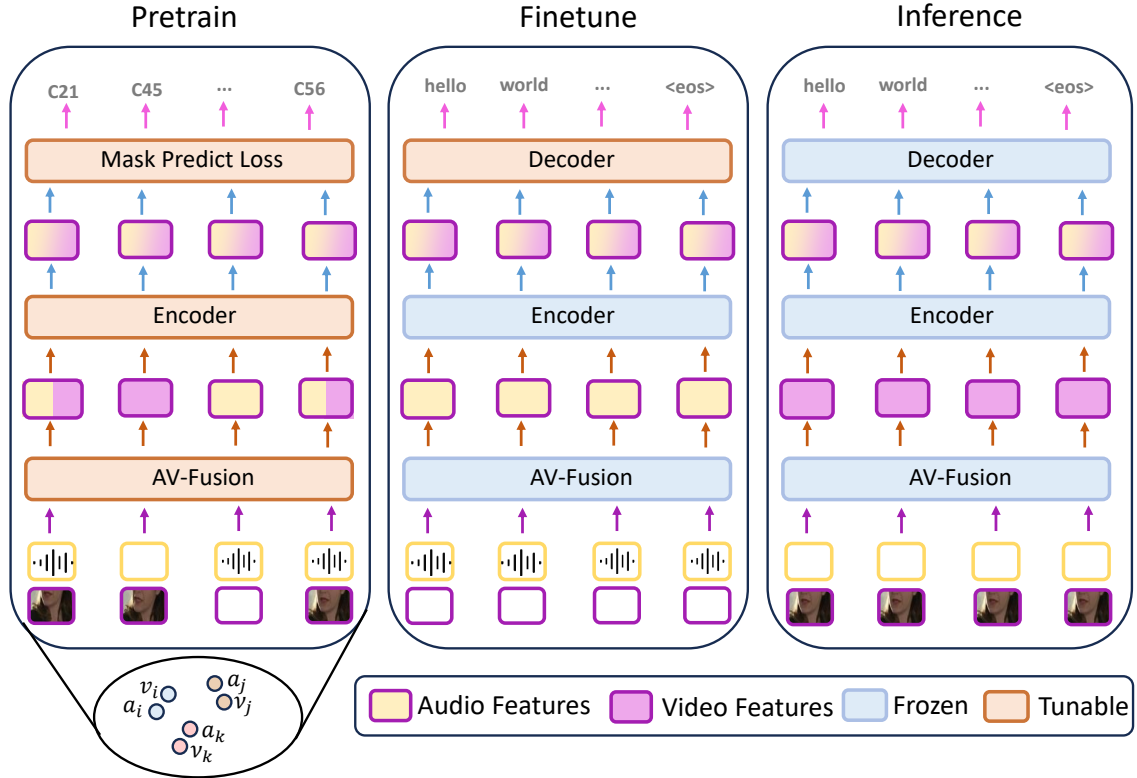 Pretrain Finetune Inference
C21 C45 ... C56 hello world ... <eos> hello world ... <eos>
Mask Predict Loss Decoder Decoder
Encoder Encoder Encoder
AV-Fusion AV-Fusion AV-Fusion
v_i a_j
a_i v_j
a_k
v_k
Audio Features Video Features Frozen Tunable